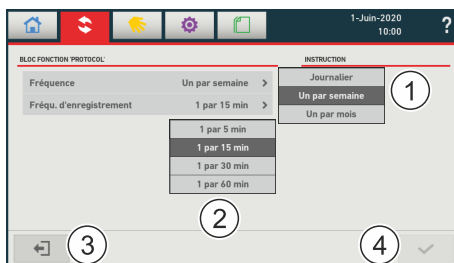 1-Juin-2020
10:00
?
BLOC FONCTION 'PROTOCOL'
INSTRUCTION
Fréquence Un par semaine >
Fréqu. d'enregistrement 1 par 15 min >
Journalier
Un par semaine
Un par mois
1
1 par 5 min
1 par 15 min
1 par 30 min
1 par 60 min
2
3
4